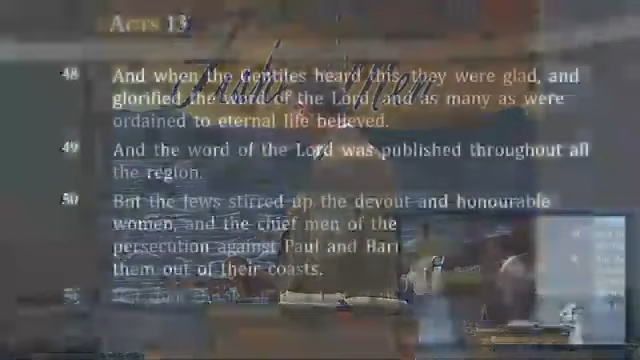 Acts 13
48 And when the Gentiles heard this, they were glad, and
glorified the word of the Lord and as many as were
ordained to eternal life believed.
49 And the word of the Lord was published throughout all
the region.
50 But the Jews stirred up the devout and honourable
women, and the chief men of the
persecution against Paul and Bar
them out of their coasts.
Men